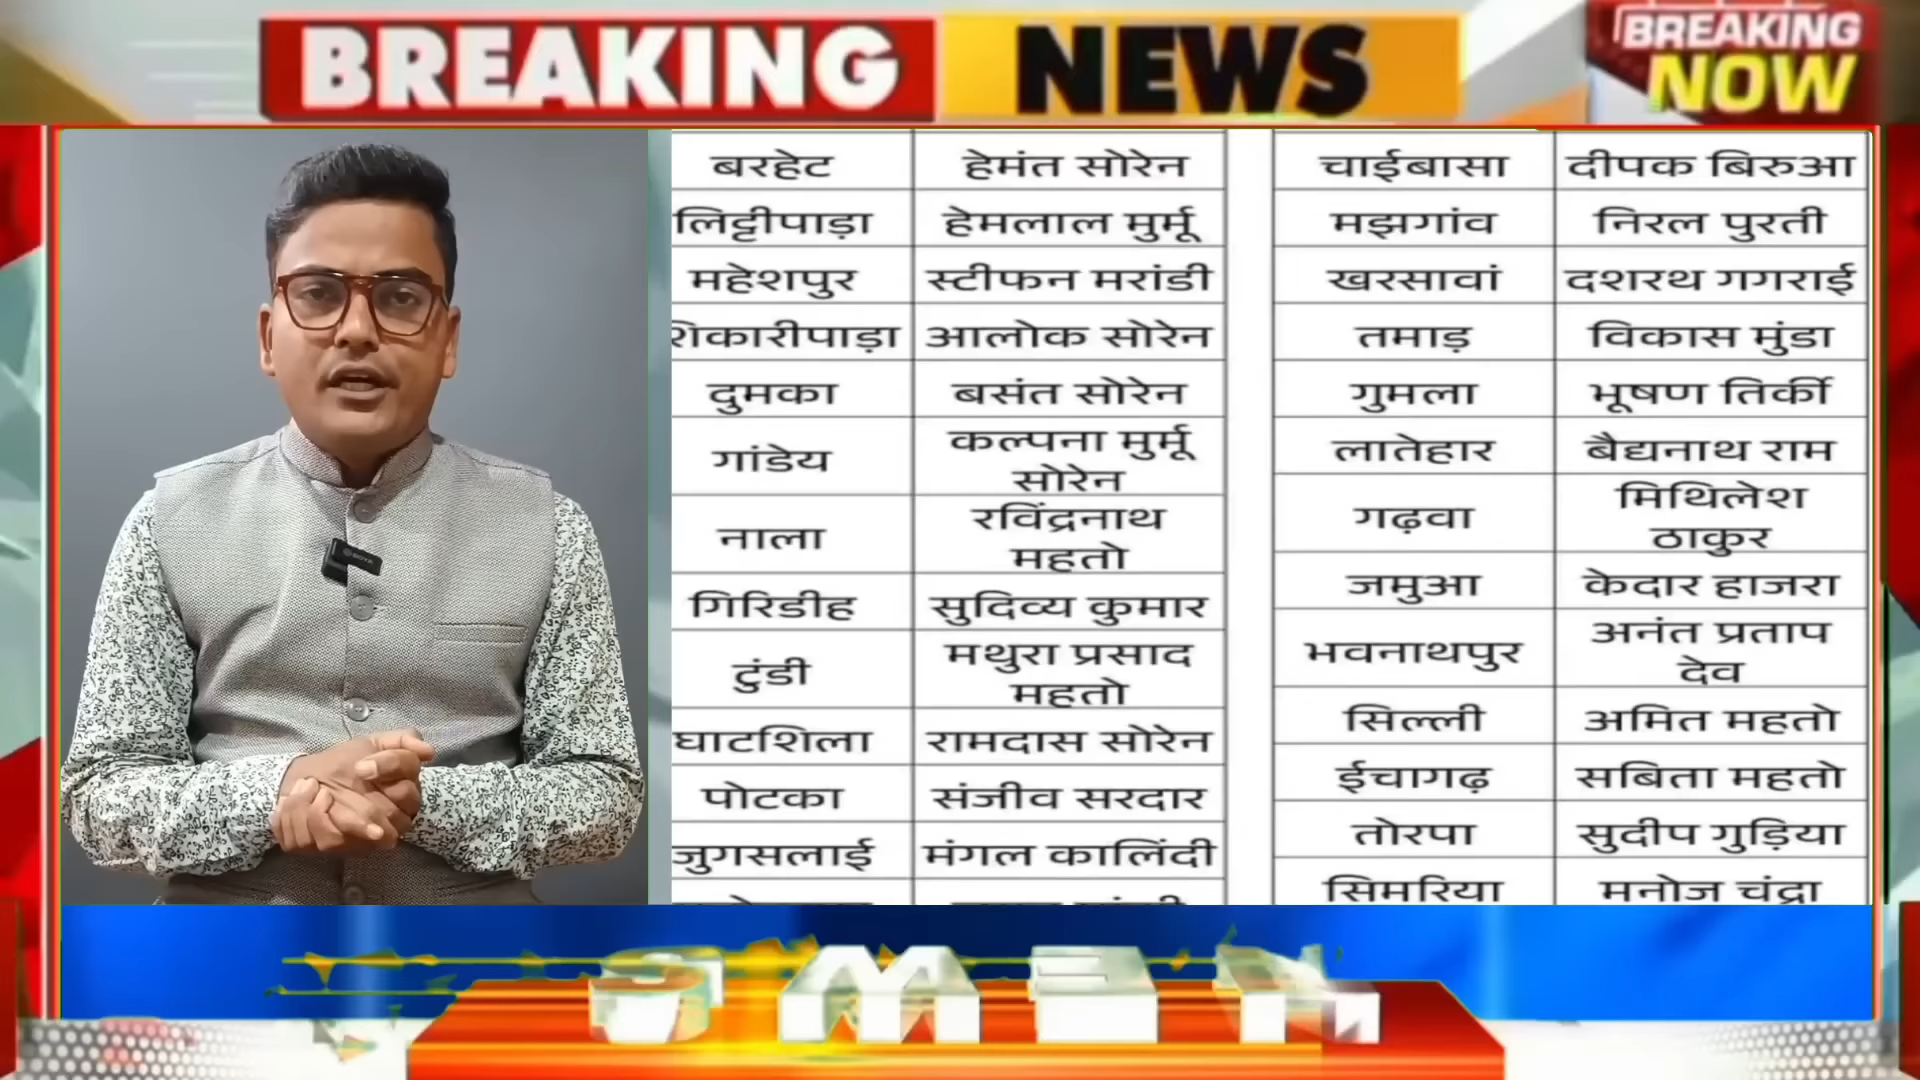 BREAKING NEWS
BREAKING
NOW
बरहेट हेमंत सोरेन
लिट्टीपाड़ा हेमलाल मुर्मू
महेशपुर स्टीफन मरांडी
शिकारीपाड़ा आलोक सोरेन
दुमका बसंत सोरेन
गांडेय कल्पना मुर्मू
सोरेन
नाला रविंद्रनाथ
महतो
गिरिडीह सुदिव्य कुमार
टुंडी मथुरा प्रसाद
महतो
घाटशिला रामदास सोरेन
पोटका संजीव सरदार
जुगसलाई मंगल कालिंदी
चाईबासा दीपक बिरुआ
मझगांव निरल पुरती
खरसावां दशरथ गगराई
तमाड़ विकास मुंडा
गुमला भूषण तिर्की
लातेहार बैद्यनाथ राम
गढ़वा मिथिलेश
ठाकुर
जमुआ केदार हाजरा
भवनाथपुर अनंत प्रताप
देव
सिल्ली अमित महतो
ईचागढ़ सबिता महतो
तोरपा सुदीप गुड़िया
सिमरिया मनोज चंद्रा